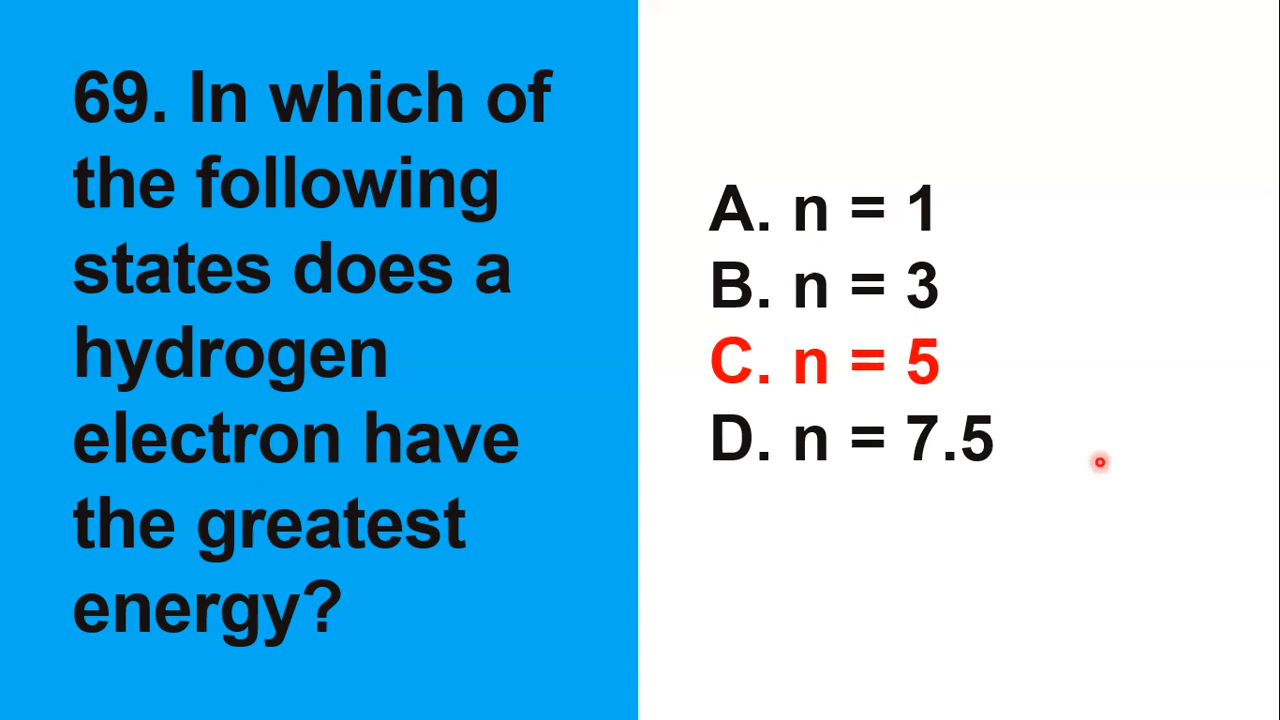 69. In which of
the following
states does a
hydrogen
electron have
the greatest
energy?
A. n = 1
B. n = 3
C. n = 5
D. n = 7.5